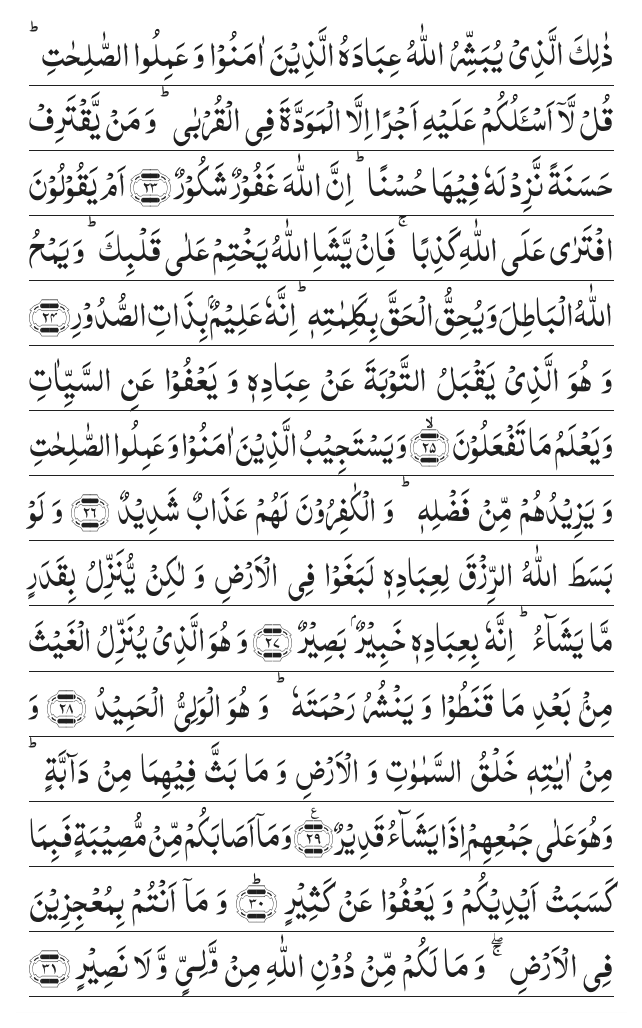 ذٰلِكَ الَّذِىۡ يُبَشِّرُ اللّٰهُ عِبَادَهُ الَّذِيۡنَ اٰمَنُوۡا وَ عَمِلُوا الصّٰلِحٰتِ ؕ
قُلْ لَّاۤ اَسْـَٔلُكُمْ عَلَيْهِ اَجْرًا اِلَّا الْمَوَدَّةَ فِى الْقُرْبٰى ؕ وَ مَنۡ يَّقْتَرِفْ
حَسَنَةً نَّزِدْ لَهٗ فِيۡهَا حُسْنًا ؕ اِنَّ اللّٰهَ غَفُوۡرٌ شَكُوۡرٌ ﴿۲۳﴾ اَمْ يَقُوۡلُوۡنَ
افْتَرٰى عَلَى اللّٰهِ كَذِبًا ۚ فَاِنۡ يَّشَاِ اللّٰهُ يَخْتِمْ عَلٰى قَلْبِكَ ؕ وَ يَمْحُ
اللّٰهُ الْبَاطِلَ وَ يُحِقُّ الْحَقَّ بِكَلِمٰتِهٖ ؕ اِنَّهٗ عَلِيۡمٌۢ بِذَاتِ الصُّدُوۡرِ ﴿۲۴﴾
وَ هُوَ الَّذِىۡ يَقْبَلُ التَّوْبَةَ عَنْ عِبَادِهٖ وَ يَعْفُوۡا عَنِ السَّيِّاٰتِ
وَ يَعْلَمُ مَا تَفْعَلُوۡنَ ﴿ۙ۲۵﴾ وَ يَسْتَجِيۡبُ الَّذِيۡنَ اٰمَنُوۡا وَ عَمِلُوا الصّٰلِحٰتِ
وَ يَزِيۡدُهُمْ مِّنۡ فَضْلِهٖ ؕ وَ الْكٰفِرُوۡنَ لَهُمْ عَذَابٌ شَدِيۡدٌ ﴿۲۶﴾ وَ لَوْ
بَسَطَ اللّٰهُ الرِّزْقَ لِعِبَادِهٖ لَبَغَوْا فِى الْاَرْضِ وَ لٰكِنۡ يُّنَزِّلُ بِقَدَرٍ
مَّا يَشَآءُ ؕ اِنَّهٗ بِعِبَادِهٖ خَبِيۡرٌۢ بَصِيۡرٌ ﴿۲۷﴾ وَ هُوَ الَّذِىۡ يُنَزِّلُ الْغَيْثَ
مِنۡۢ بَعْدِ مَا قَنَطُوۡا وَ يَنْشُرُ رَحْمَتَهٗ ؕ وَ هُوَ الْوَلِىُّ الْحَمِيۡدُ ﴿۲۸﴾ وَ
مِنْ اٰيٰتِهٖ خَلْقُ السَّمٰوٰتِ وَ الْاَرْضِ وَ مَا بَثَّ فِيۡهِمَا مِنۡ دَآبَّةٍ ؕ
وَ هُوَ عَلٰى جَمْعِهِمْ اِذَا يَشَآءُ قَدِيۡرٌ ﴿۲۹﴾ ع وَ مَاۤ اَصَابَكُمْ مِّنۡ مُّصِيۡبَةٍ فَبِمَا
كَسَبَتْ اَيْدِيۡكُمْ وَ يَعْفُوۡا عَنۡ كَثِيۡرٍ ﴿ؕ۳۰﴾ وَ مَاۤ اَنۡتُمْ بِمُعْجِزِيۡنَ
فِى الْاَرْضِ ۖۚ وَ مَا لَكُمْ مِّنۡ دُوۡنِ اللّٰهِ مِنۡ وَّلِىٍّ وَّ لَا نَصِيۡرٍ ﴿۳۱﴾